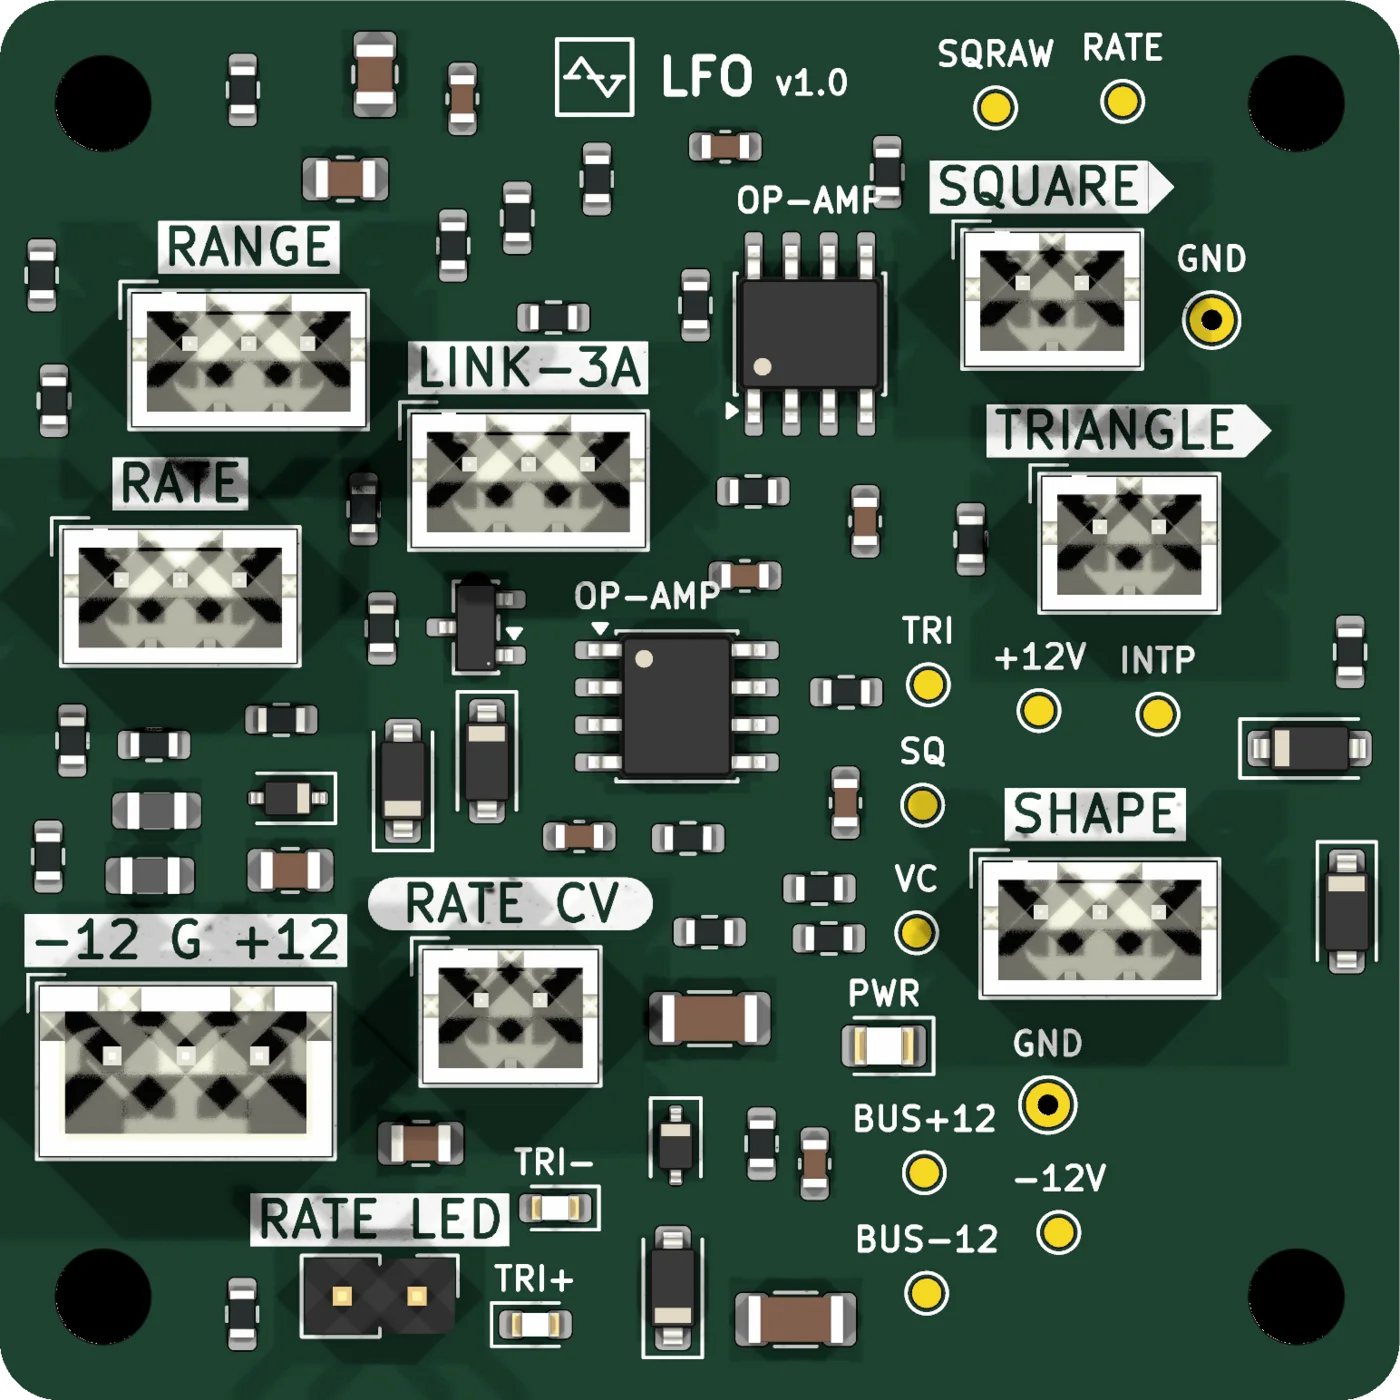 LFO v1.0
SQRAW
RATE
OP-AMP
SQUARE
RANGE
GND
LINK-3A
TRIANGLE
RATE
OP-AMP
TRI
+12V
INTP
SQ
SHAPE
VC
RATE CV
-12 G +12
PWR
GND
BUS+12
TRI-
-12V
RATE LED
BUS-12
TRI+